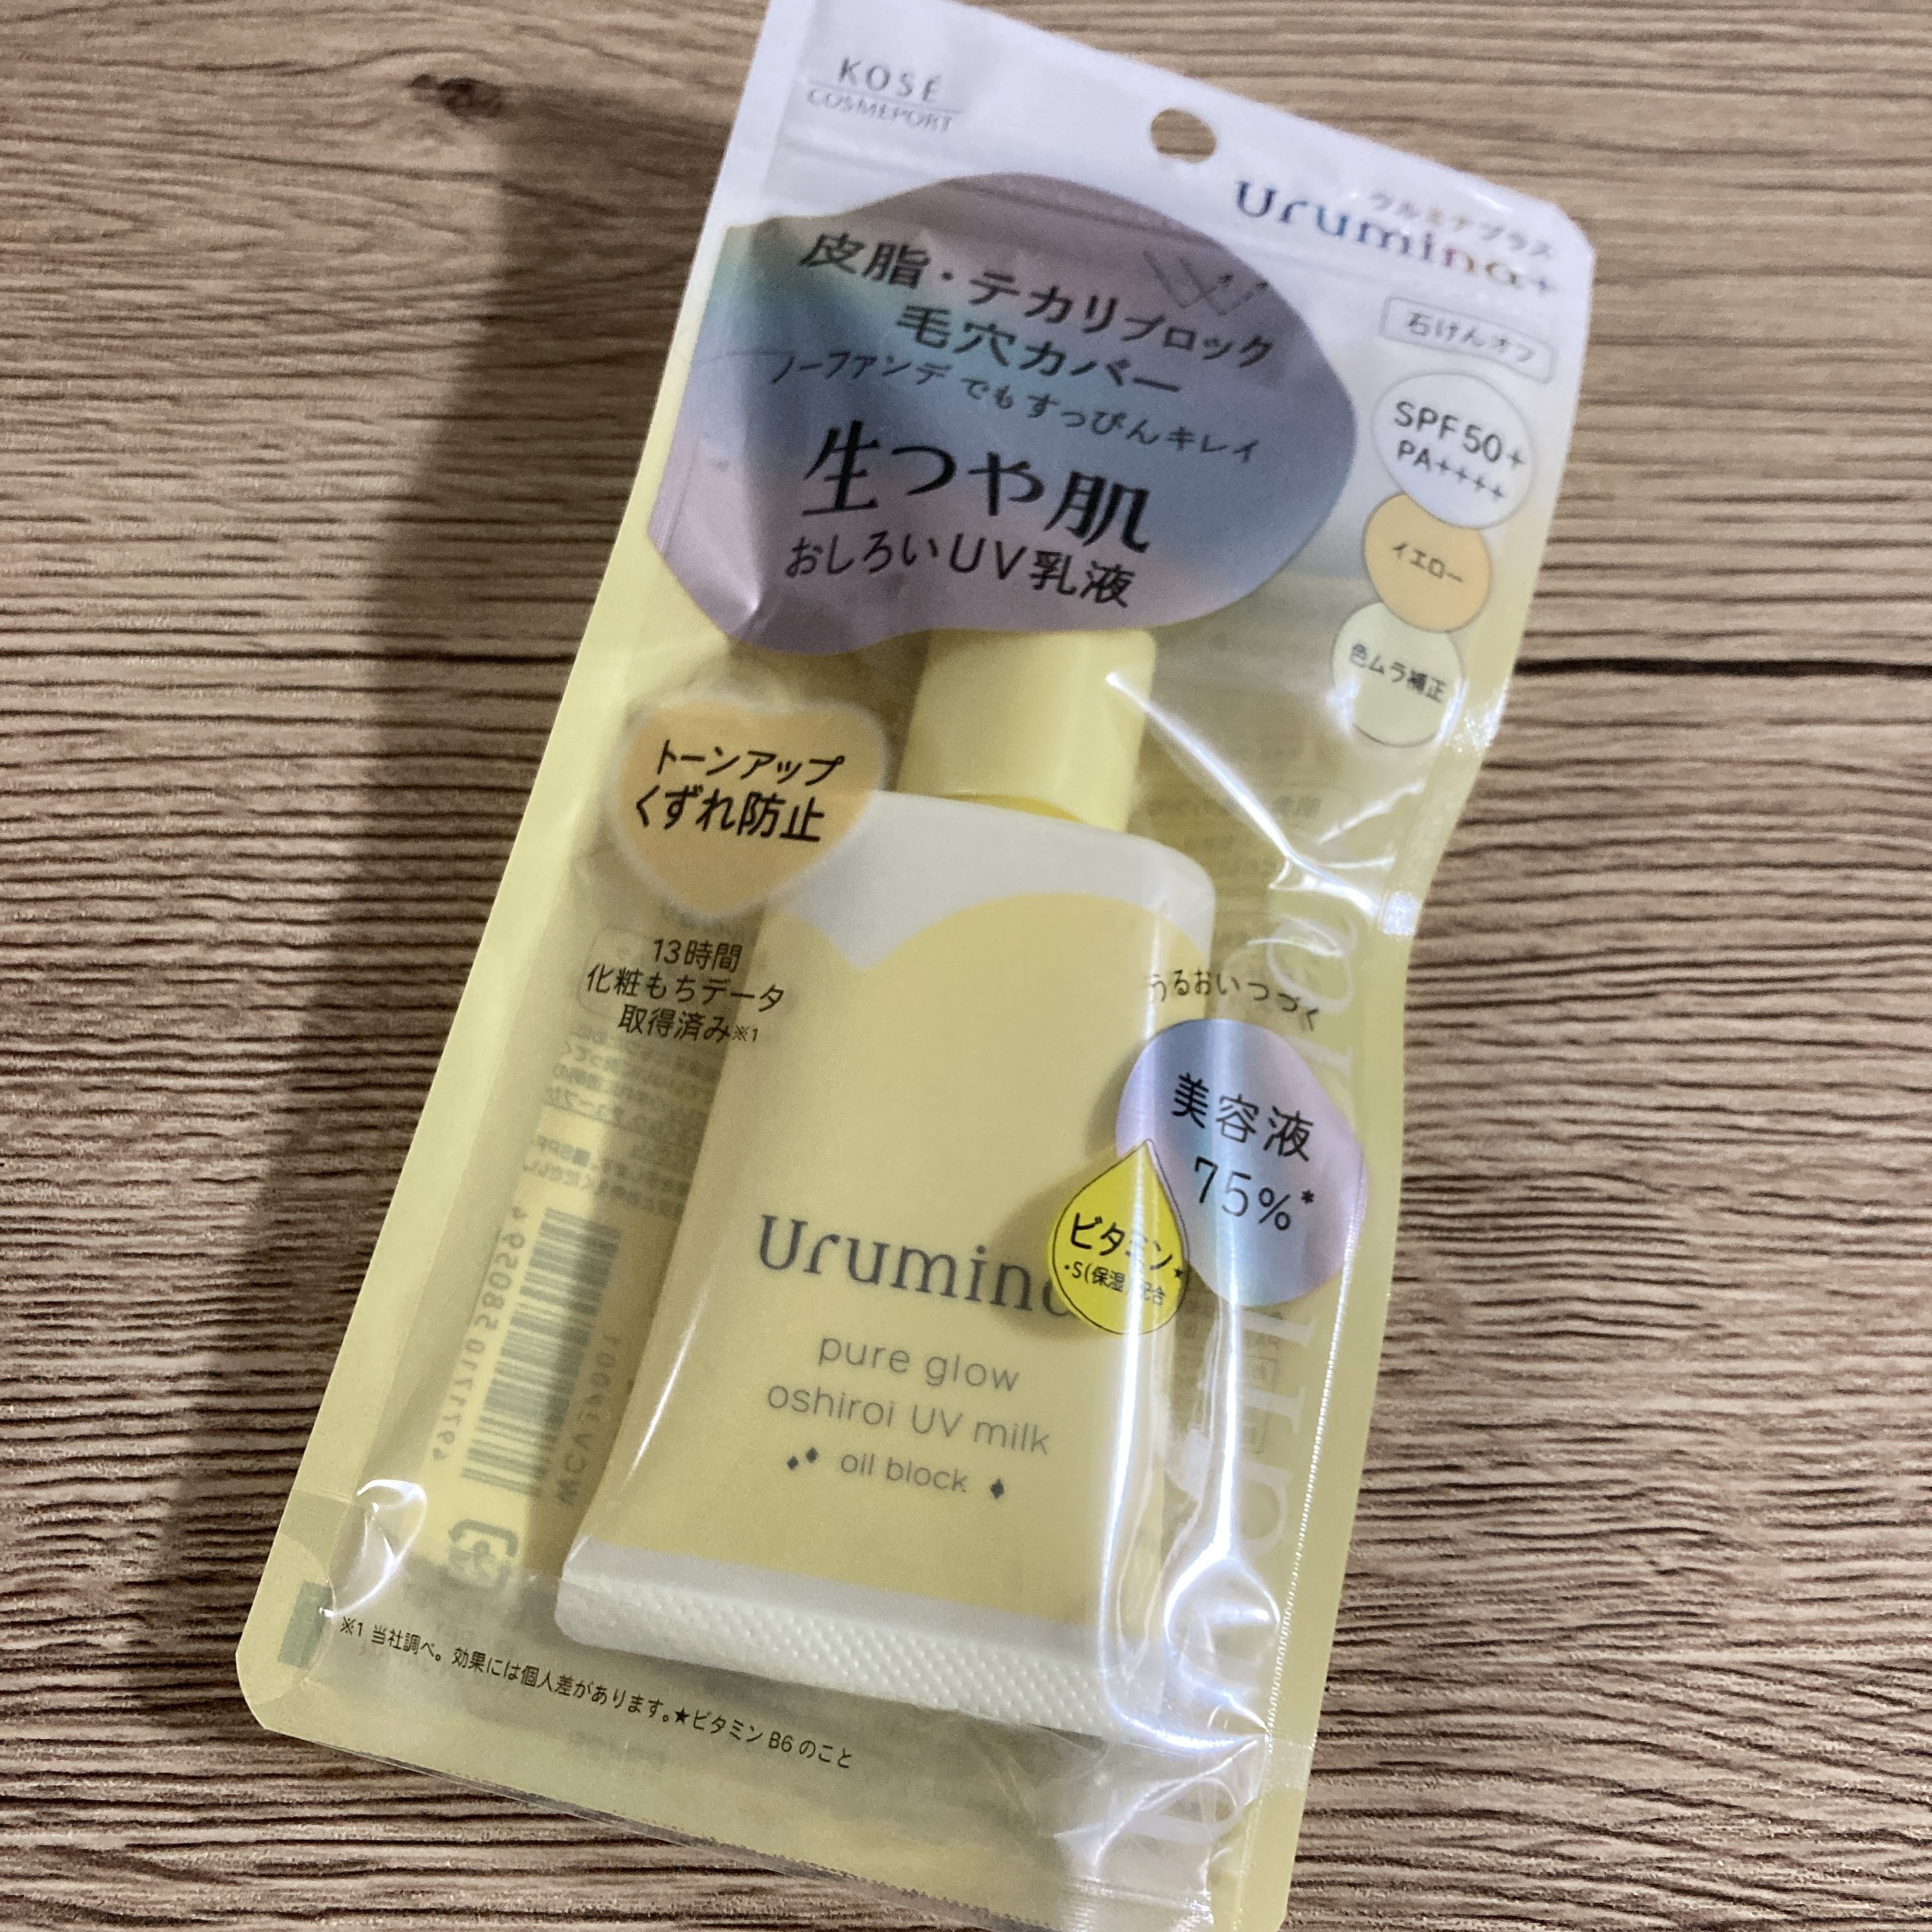 KOSÉ
COSMEPORT
ウルミナプラス
Urumina+
皮脂・テカリブロック
毛穴カバー
ノーファンデでもすっぴんキレイ
生つや肌
おしろいUV乳液
石けんオフ
SPF50+
PA++++
イエロー
色ムラ補正
トーンアップ
くずれ防止
13時間
化粧もちデータ
取得済み※1
うるおいつづく
美容液
75%*
ビタミン★
・S(保湿)配合
Urumina
pure glow
oshiroi UV milk
oil block
4971710580594
※1 当社調べ。効果には個人差があります。★ビタミンB6のこと